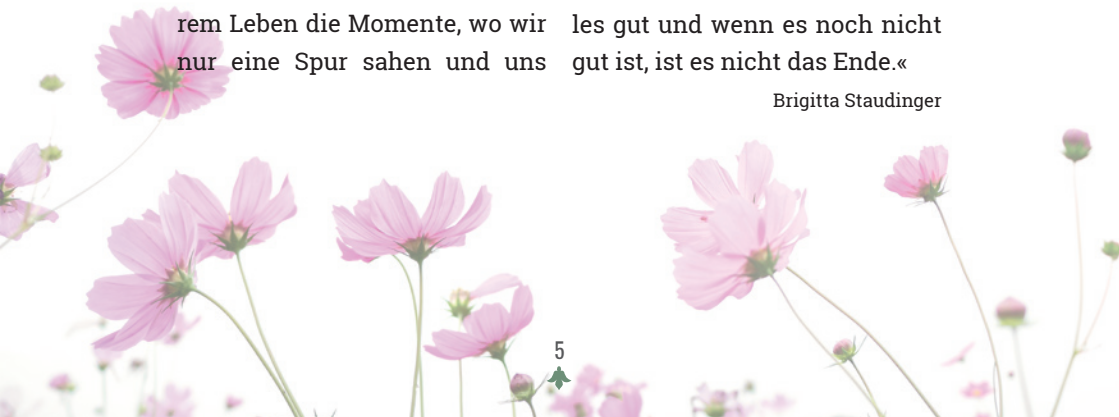 rem Leben die Momente, wo wir
nur eine Spur sahen und uns
les gut und wenn es noch nicht
gut ist, ist es nicht das Ende.«
Brigitta Staudinger
5